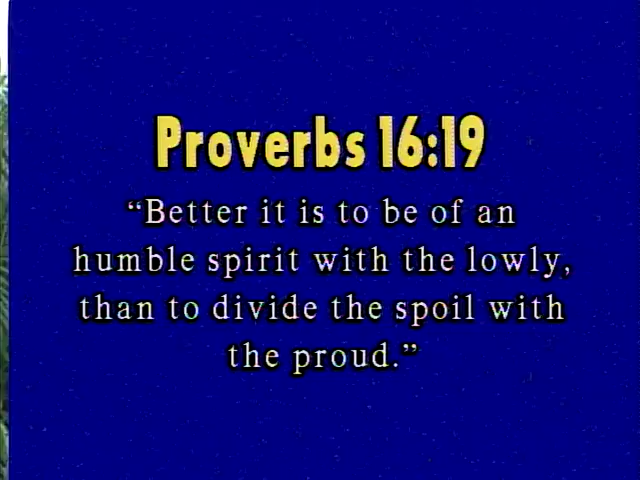 Proverbs 16:19
“Better it is to be of an
humble spirit with the lowly,
than to divide the spoil with
the proud.”